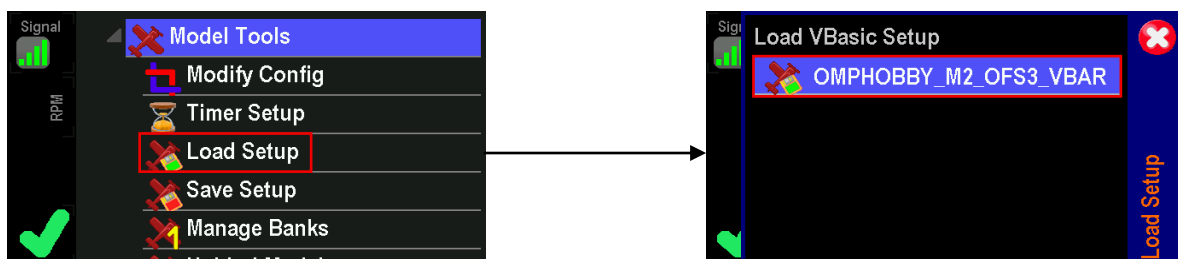 Signal
RPM
Model Tools
Modify Config
Timer Setup
Load Setup
Save Setup
Manage Banks
Load VBasic Setup
OMPHOBBY_M2_OFS3_VBAR
Load Setup